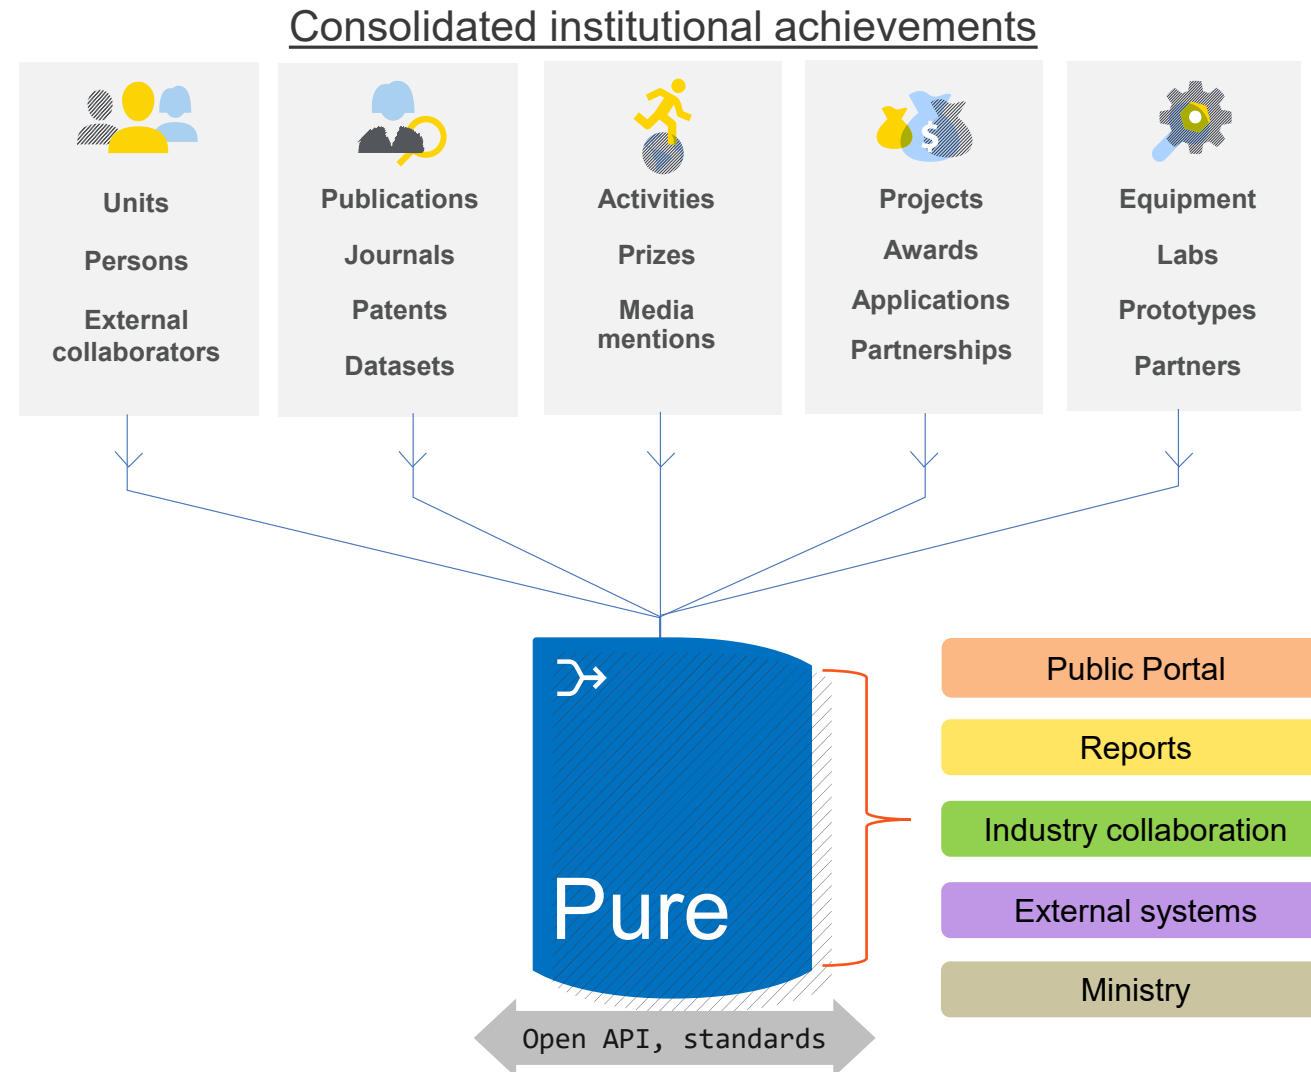 Consolidated institutional achievements
Units
Persons
External
collaborators
Publications
Journals
Patents
Datasets
Activities
Prizes
Media
mentions
$
Projects
Awards
Applications
Partnerships
Equipment
Labs
Prototypes
Partners
Pure
Public Portal
Reports
Industry collaboration
External systems
Ministry
Open API, standards